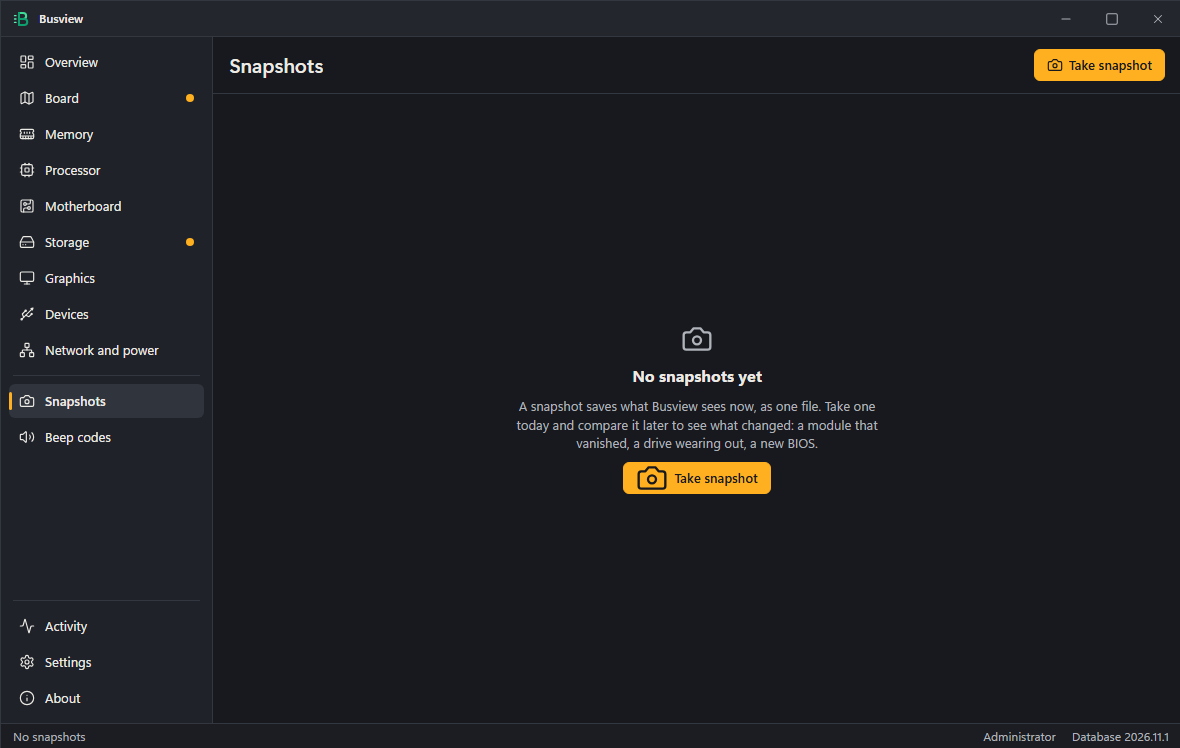 Busview
Overview
Board
Memory
Processor
Motherboard
Storage
Graphics
Devices
Network and power
Snapshots
Beep codes
Activity
Settings
About
Snapshots
Take snapshot
No snapshots yet
A snapshot saves what Busview sees now, as one file. Take one
today and compare it later to see what changed: a module that
vanished, a drive wearing out, a new BIOS.
Take snapshot
No snapshots
Administrator
Database 2026.11.1